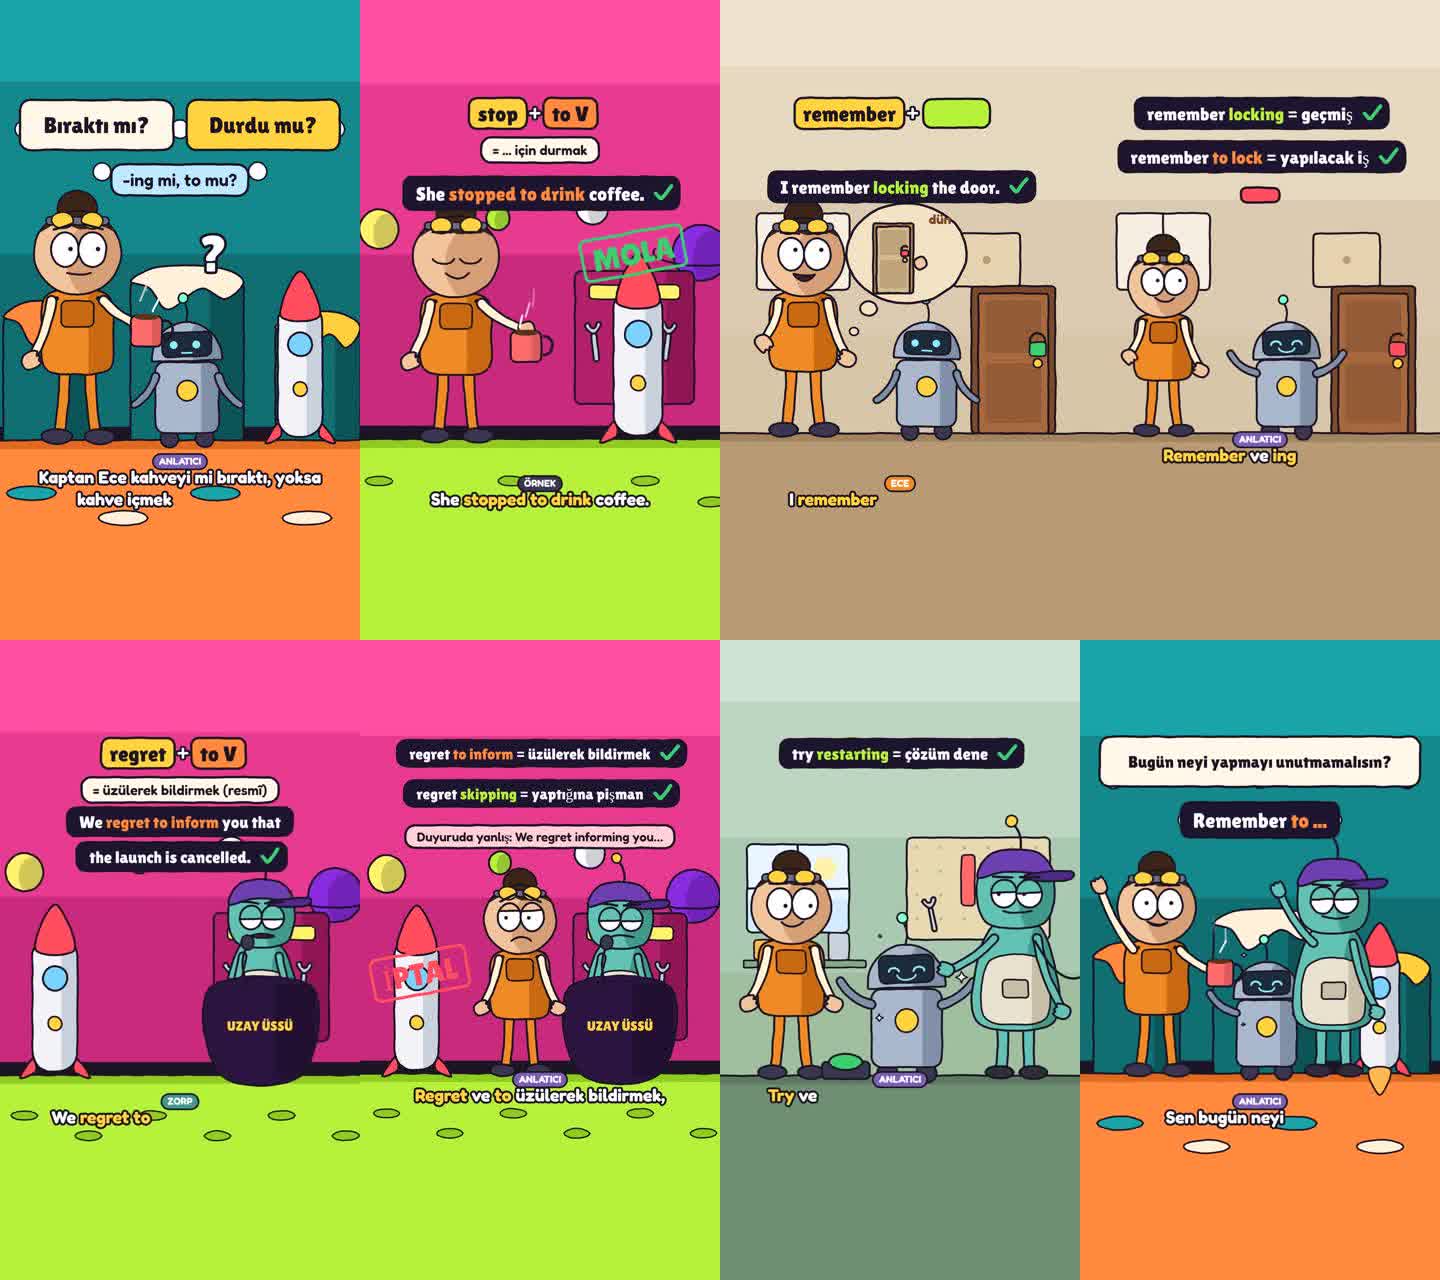 Bıraktı mı?
Durdu mu?
-ing mi, to mu?
?
ANLATICI
Kaptan Ece kahveyi mi bıraktı, yoksa
kahve içmek
stop + to V
= ... için durmak
She stopped to drink coffee.
MOLA
ÖRNEK
She stopped to drink coffee.
remember +
I remember locking the door.
dün
ECE
I remember
remember locking = geçmiş
remember to lock = yapılacak iş
ANLATICI
Remember ve ing
regret + to V
= üzülerek bildirmek (resmî)
We regret to inform you that
the launch is cancelled.
UZAY ÜSSÜ
ZORP
We regret to
regret to inform = üzülerek bildirmek
regret skipping = yaptığına pişman
Duyuruda yanlış: We regret informing you...
İPTAL
UZAY ÜSSÜ
ANLATICI
Regret ve to üzülerek bildirmek,
try restarting = çözüm dene
ANLATICI
Try ve
Bugün neyi yapmayı unutmamalısın?
Remember to ...
ANLATICI
Sen bugün neyi